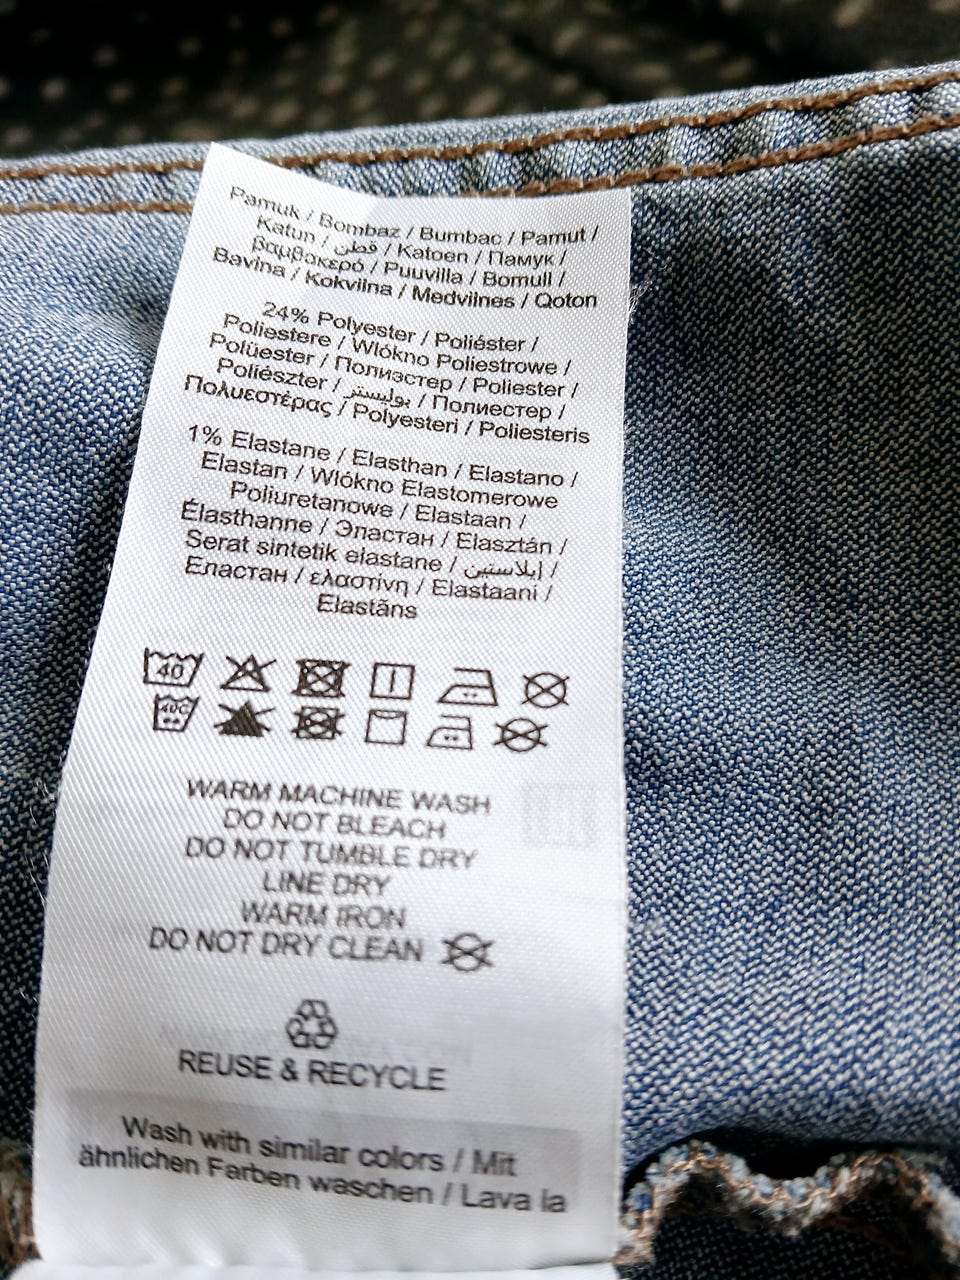 Pamuk / Bombaz / Bumbac / Pamut /
Katun / قطن / Katoen / Памук /
βαμβακερό / Puuvilla / Bomull /
Bavlna / Kokvilna / Medvilnes / Qoton
24% Polyester / Poliéster /
Poliestere / Wlókno Poliestrowe /
Polüester / Полиэстер / Poliester /
Poliészter / بوليستر / Полиестер /
Πολυεστέρας / Polyesteri / Poliesteris
1% Elastane / Elasthan / Elastano /
Elastan / Wlókno Elastomerowe
Poliuretanowe / Elastaan /
Élasthanne / Эластан / Elasztán /
Serat sintetik elastane / إيلاستين /
Еластан / ελαστίνη / Elastaani /
Elastāns
40
40C
WARM MACHINE WASH
DO NOT BLEACH
DO NOT TUMBLE DRY
LINE DRY
WARM IRON
DO NOT DRY CLEAN
REUSE & RECYCLE
Wash with similar colors / Mit
ähnlichen Farben waschen / Lava la